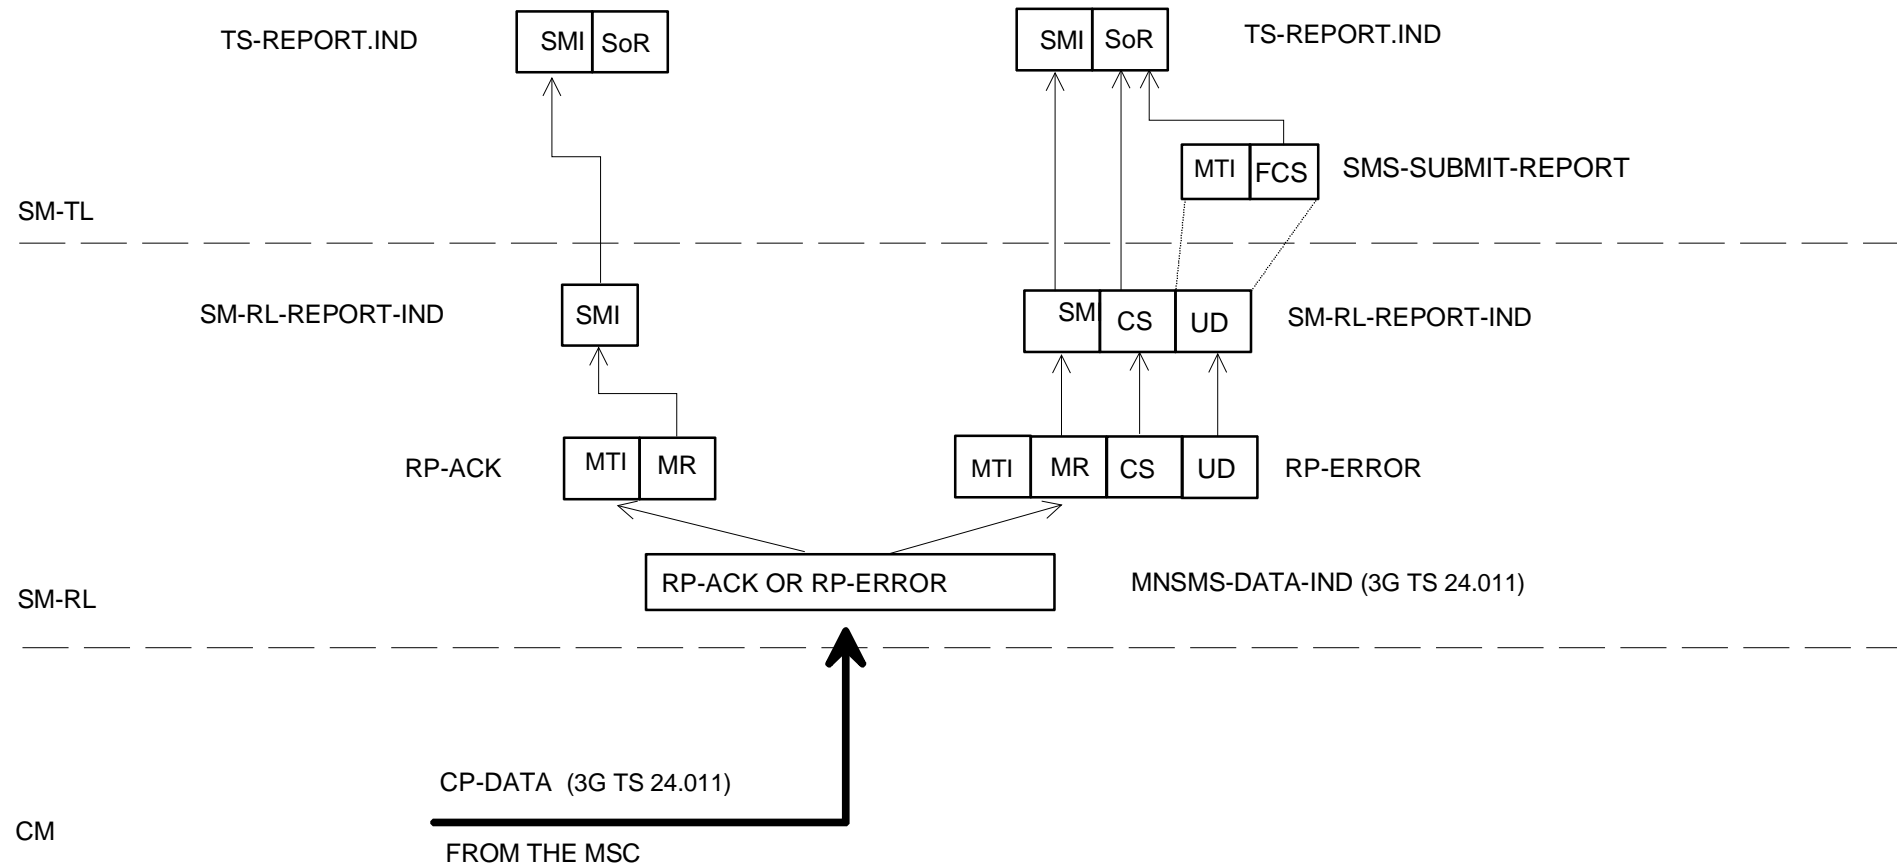 TS-REPORT.IND SMI SoR SMI SoR TS-REPORT.IND
MTI FCS SMS-SUBMIT-REPORT
SM-TL
SM-RL-REPORT-IND SMI SM CS UD SM-RL-REPORT-IND
RP-ACK MTI MR MTI MR CS UD RP-ERROR
RP-ACK OR RP-ERROR MNSMS-DATA-IND (3G TS 24.011)
SM-RL
CP-DATA (3G TS 24.011)
CM
FROM THE MSC